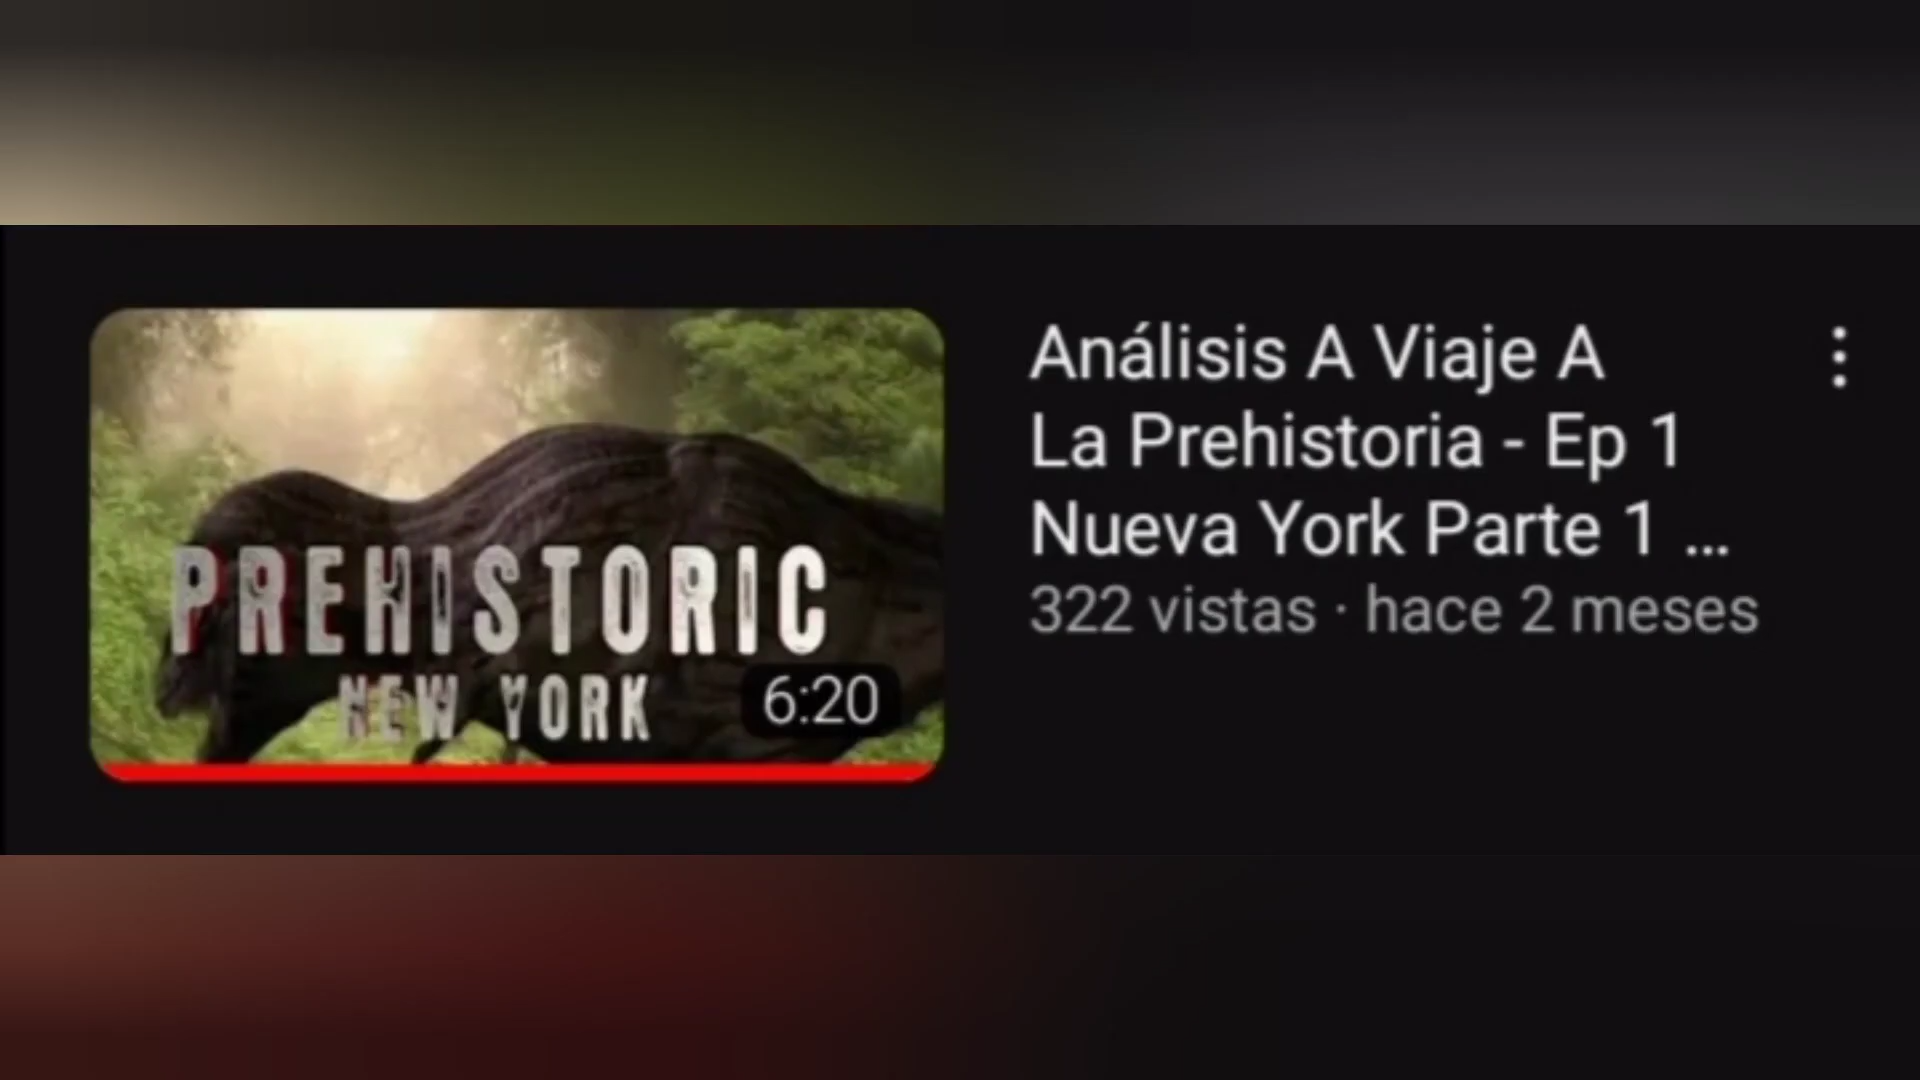 PREHISTORIC
NEW YORK
6:20
Análisis A Viaje A
La Prehistoria - Ep 1
Nueva York Parte 1 ...
322 vistas · hace 2 meses